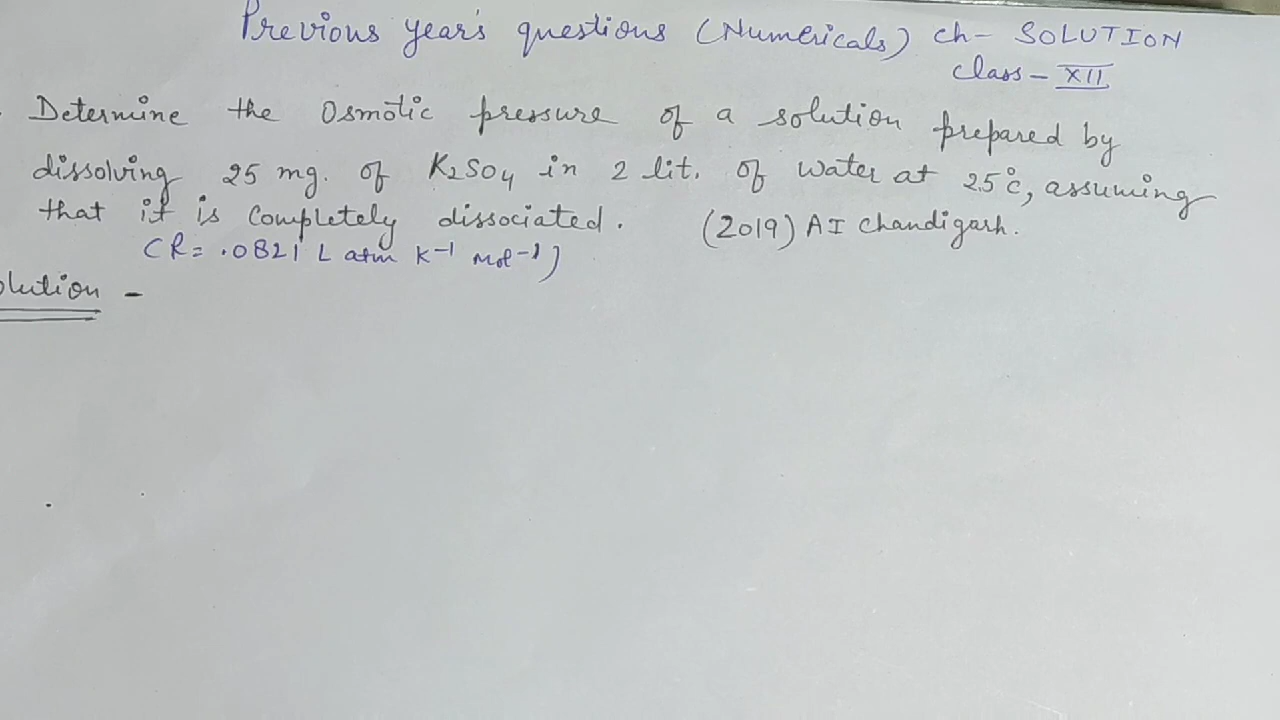 Previous year's questions (Numericals) ch- SOLUTION
Class - XII
Determine the Osmotic pressure of a solution prepared by
dissolving 25 mg. of K₂SO₄ in 2 lit. of water at 25°c, assuming
that it is completely dissociated. (2019) AI Chandigarh.
(R= .0821 L atm K⁻¹ mol⁻¹)
olution -